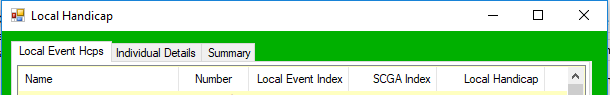 Local Handicap
Local Event Hcps Individual Details Summary
Name Number Local Event Index SCGA Index Local Handicap